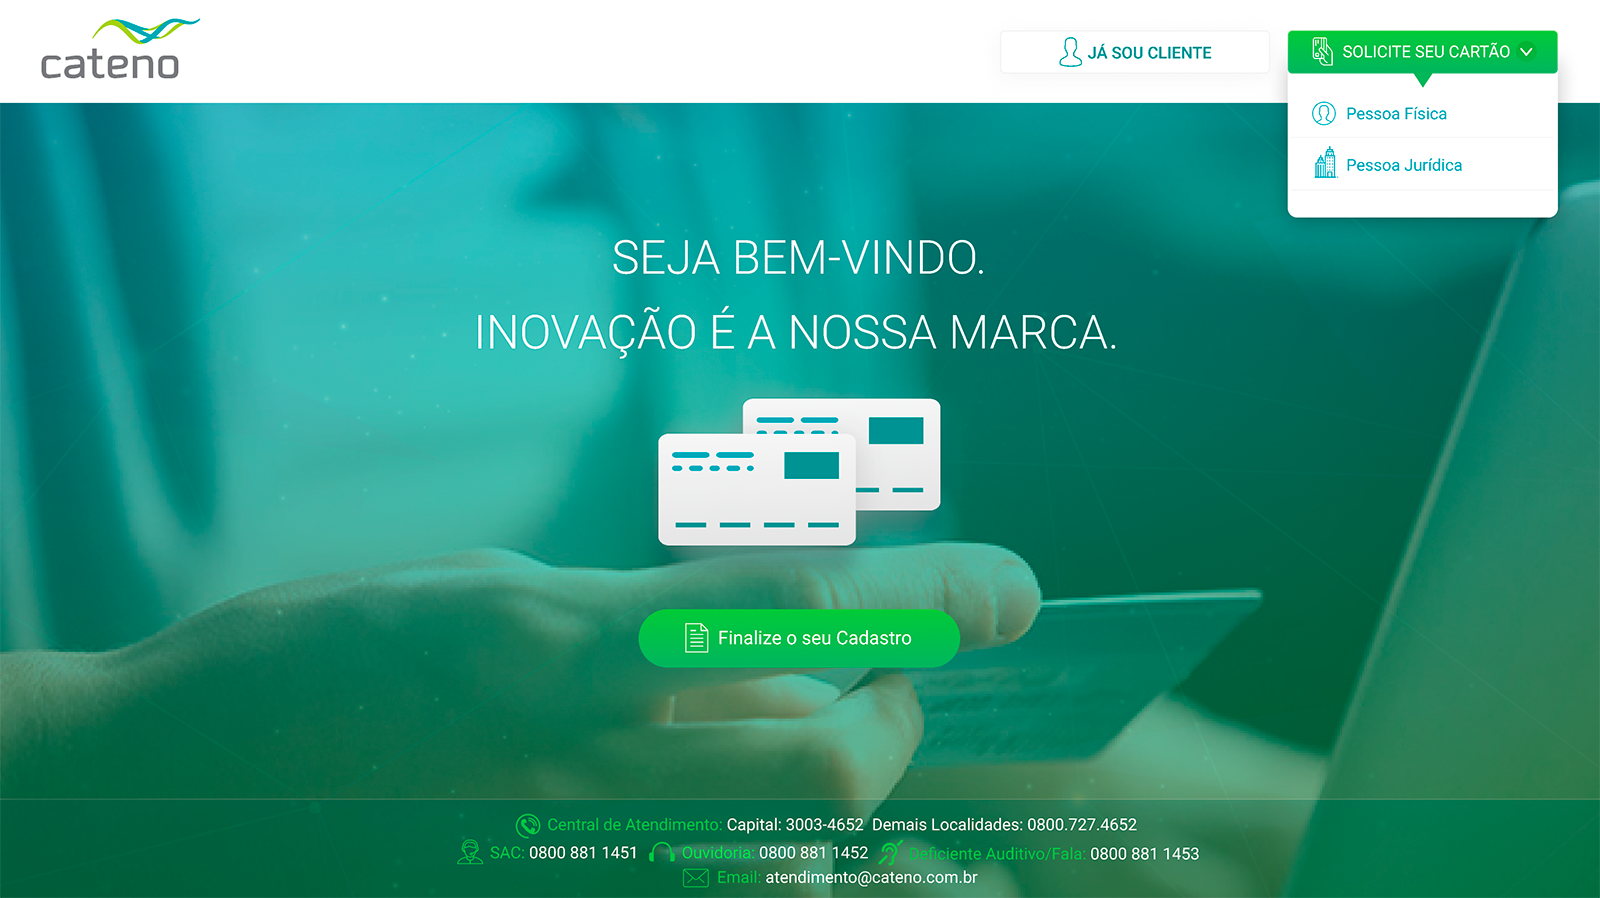 cateno
JÁ SOU CLIENTE
SOLICITE SEU CARTÃO
Pessoa Física
Pessoa Jurídica
SEJA BEM-VINDO.
INOVAÇÃO É A NOSSA MARCA.
Finalize o seu Cadastro
Central de Atendimento: Capital: 3003-4652 Demais Localidades: 0800.727.4652
SAC: 0800 881 1451 Ouvidoria: 0800 881 1452 Deficiente Auditivo/Fala: 0800 881 1453
Email: atendimento@cateno.com.br